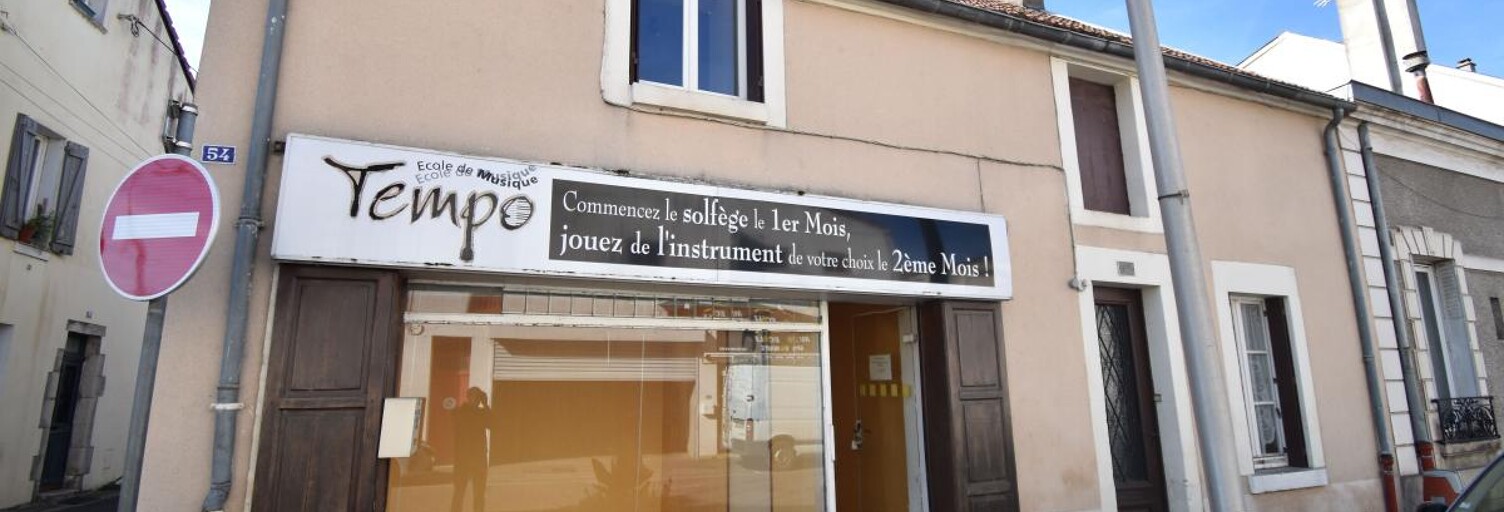 54
Ecole de Musique
Ecole de Musique
Tempo
Commencez le solfège le 1er Mois,
jouez de l'instrument de votre choix le 2ème Mois !